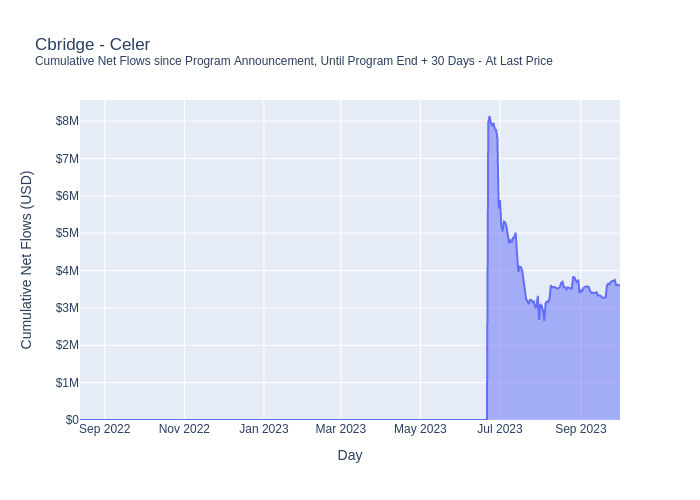 Cbridge - Celer
Cumulative Net Flows since Program Announcement, Until Program End + 30 Days - At Last Price
$8M
$7M
$6M
$5M
$4M
$3M
$2M
$1M
$0
Cumulative Net Flows (USD)
Sep 2022 Nov 2022 Jan 2023 Mar 2023 May 2023 Jul 2023 Sep 2023
Day